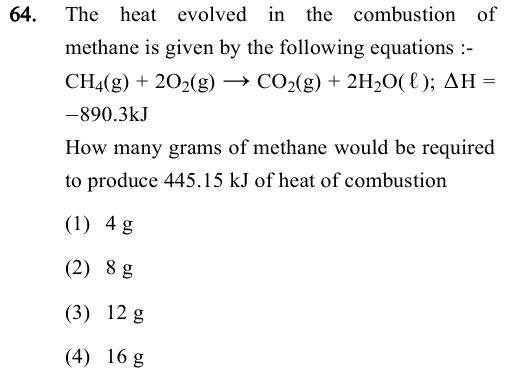 64. The heat evolved in the combustion of
methane is given by the following equations :-
CH₄(g) + 2O₂(g) ⟶ CO₂(g) + 2H₂O(ℓ); ΔH =
−890.3kJ
How many grams of methane would be required
to produce 445.15 kJ of heat of combustion
(1) 4 g
(2) 8 g
(3) 12 g
(4) 16 g